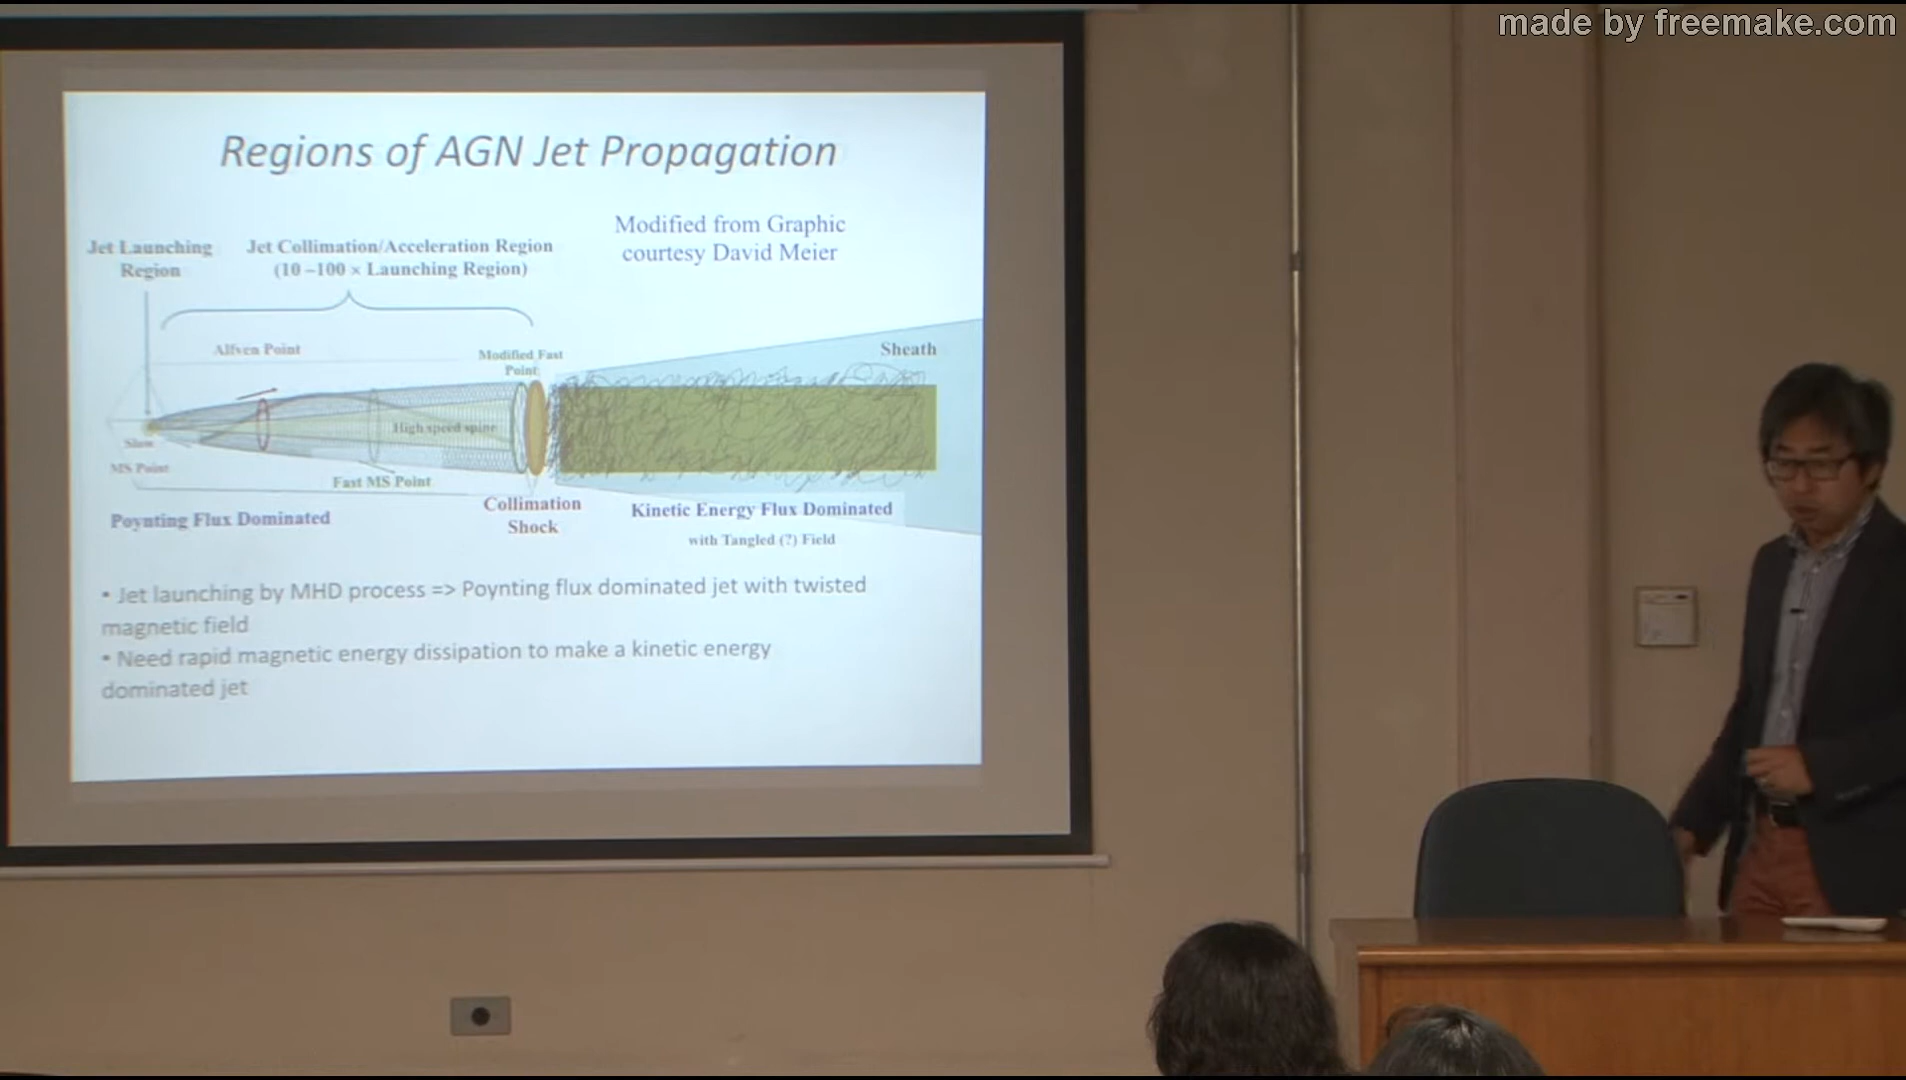 made by freemake.com
Regions of AGN Jet Propagation
Modified from Graphic
courtesy David Meier
Jet Launching
Region
Jet Collimation/Acceleration Region
(10 –100 × Launching Region)
Alfven Point
Modified Fast
Point
Sheath
High speed spine
Slow
MS Point
Fast MS Point
Collimation
Shock
Poynting Flux Dominated
Kinetic Energy Flux Dominated
with Tangled (?) Field
• Jet launching by MHD process => Poynting flux dominated jet with twisted
magnetic field
• Need rapid magnetic energy dissipation to make a kinetic energy
dominated jet